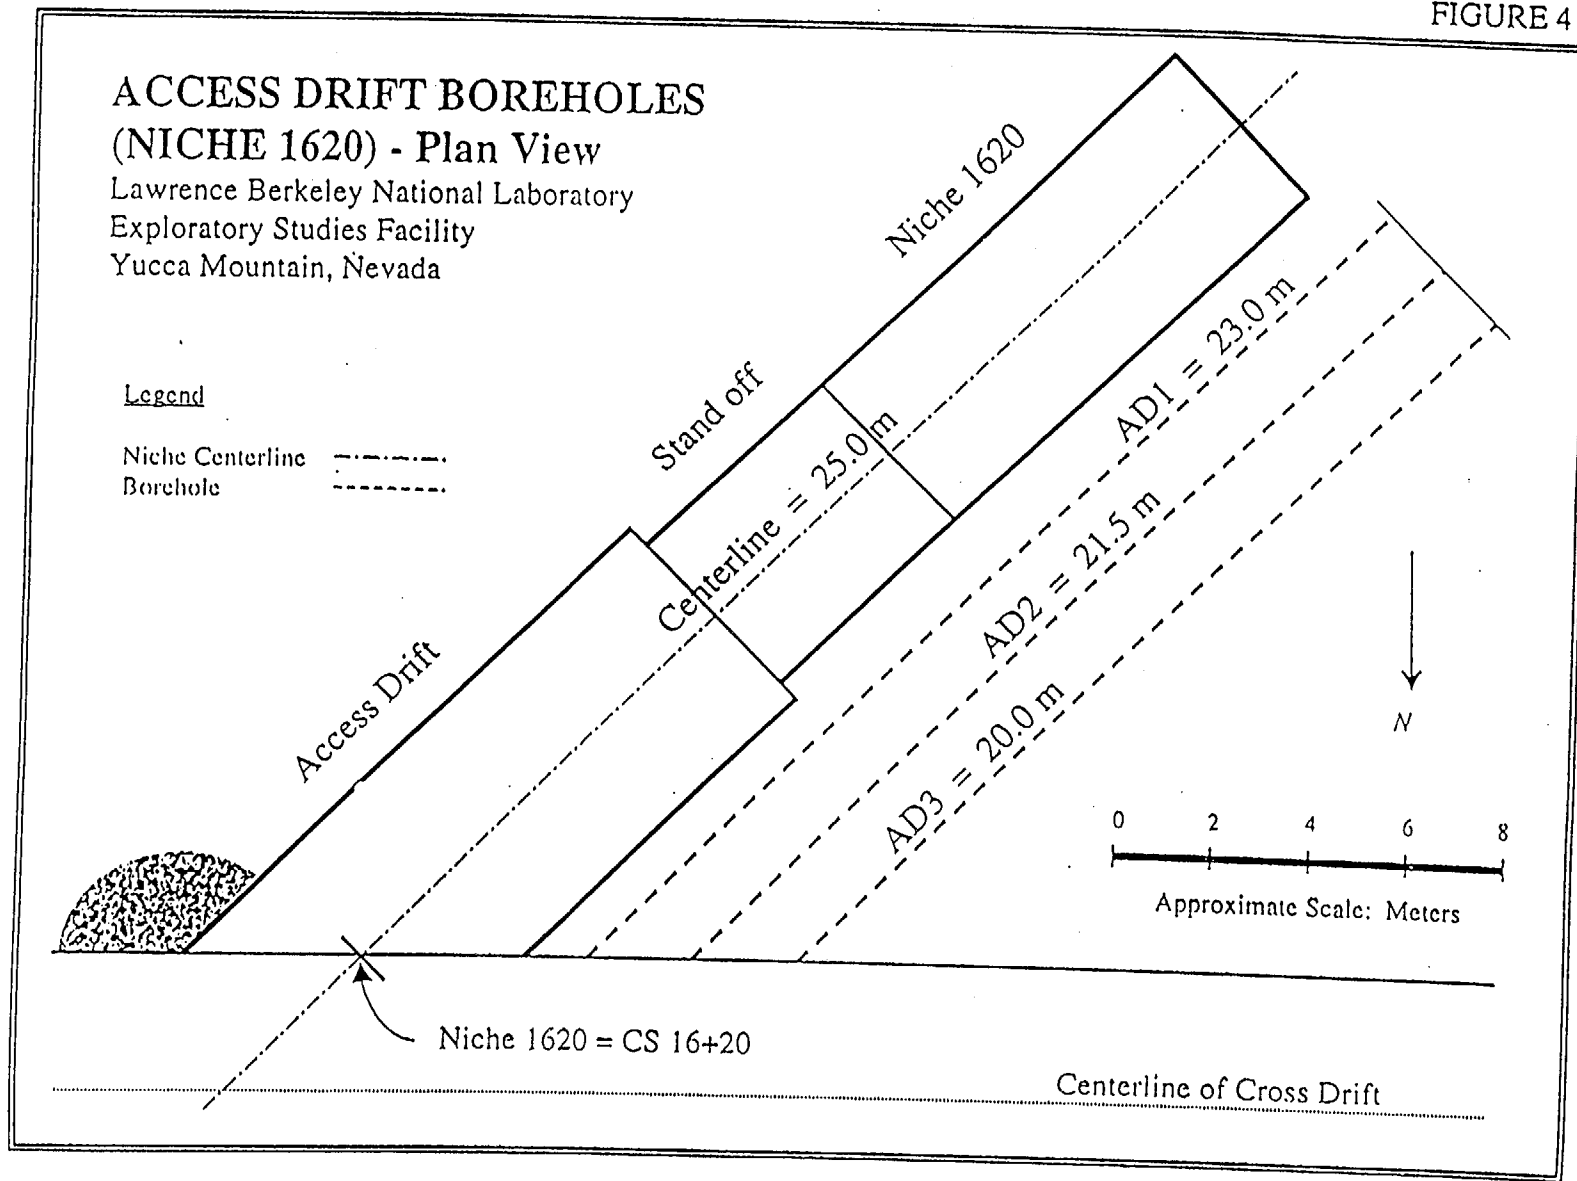 FIGURE 4
ACCESS DRIFT BOREHOLES
(NICHE 1620) - Plan View
Lawrence Berkeley National Laboratory
Exploratory Studies Facility
Yucca Mountain, Nevada
Legend
Niche Centerline
Borehole
Niche 1620
Stand off
Centerline = 25.0 m
Access Drift
AD1 = 23.0 m
AD2 = 21.5 m
AD3 = 20.0 m
N
0 2 4 6 8
Approximate Scale: Meters
Niche 1620 = CS 16+20
Centerline of Cross Drift